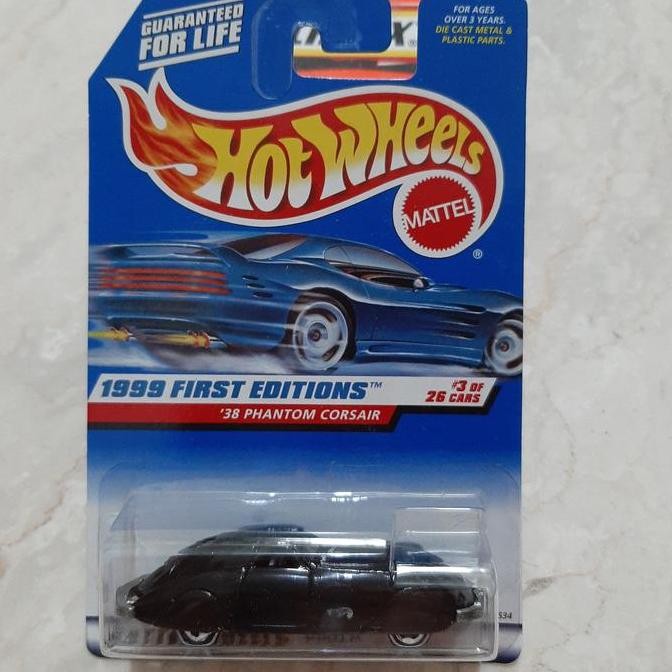 GUARANTEED
FOR LIFE
FOR AGES
OVER 3 YEARS.
DIE CAST METAL &
PLASTIC PARTS.
HOT WHEELS
MATTEL
®
1999 FIRST EDITIONS™
#3 OF
26 CARS
'38 PHANTOM CORSAIR